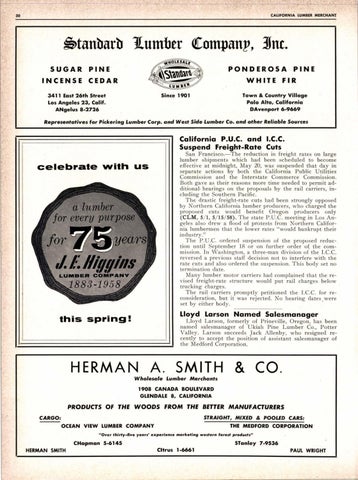 20
CALIFORNIA LUMBER MERCHANT
Standard Lumber Company, Inc.
SUGAR PINE
INCENSE CEDAR
3411 East 26th Street
Los Angeles 23, Calif.
ANgelus 8-2726
WHOLESALE
Standard
LUMBER
Since 1901
PONDEROSA PINE
WHITE FIR
Town & Country Village
Palo Alto, California
DAvenport 6-9669
Representatives for Pickering Lumber Corp. and West Side Lumber Co. and other Reliable Sources
celebrate with us
a lumber
for every purpose
for 75 years
L.E. Higgins
LUMBER COMPANY
1883-1958
this spring!
California P.U.C. and I.C.C.
Suspend Freight-Rate Cuts
San Francisco—The reduction in freight rates on large
lumber shipments which had been scheduled to become
effective at midnight, May 20, was suspended that day in
separate actions by both the California Public Utilities
Commission and the Interstate Commerce Commission.
Both gave as their reasons more time needed to permit ad-
ditional hearings on the proposals by the rail carriers, in-
cluding the Southern Pacific.
The drastic freight-rate cuts had been strongly opposed
by Northern California lumber producers, who charged the
proposed cuts would benefit Oregon producers only
(CLM, 5/1, 5/15/58). The state P.U.C. meeting in Los An-
geles also drew a flood of protests from Northern Califor-
nia lumbermen that the lower rates "would bankrupt their
industry."
The P.U.C. ordered suspension of the proposed reduc-
tion until September 18 or on further order of the com-
mission. In Washington, a three-man division of the I.C.C.
reversed a previous staff decision not to interfere with the
rate cuts and also ordered the suspension. This body set no
termination date.
Many lumber motor carriers had complained that the re-
vised freight-rate structure would put rail charges below
trucking charges.
The rail carriers promptly petitioned the I.C.C. for re-
consideration, but it was rejected. No hearing dates were
set by either body.
Lloyd Larson Named Salesmanager
Lloyd Larson, formerly of Prineville, Oregon, has been
named salesmanager of Ukiah Pine Lumber Co., Potter
Valley. Larson succeeds Jack Allenby, who resigned re-
cently to accept the position of assistant salesmanager of
the Medford Corporation.
HERMAN A. SMITH & CO.
Wholesale Lumber Merchants
1908 CANADA BOULEVARD
GLENDALE 8, CALIFORNIA
PRODUCTS OF THE WOODS FROM THE BETTER MANUFACTURERS
CARGO:
OCEAN VIEW LUMBER COMPANY
STRAIGHT, MIXED & POOLED CARS:
THE MEDFORD CORPORATION
"Over thirty-five years' experience marketing western forest products"
CHapman 5-6145
STanley 7-9536
HERMAN SMITH
CItrus 1-6661
PAUL WRIGHT